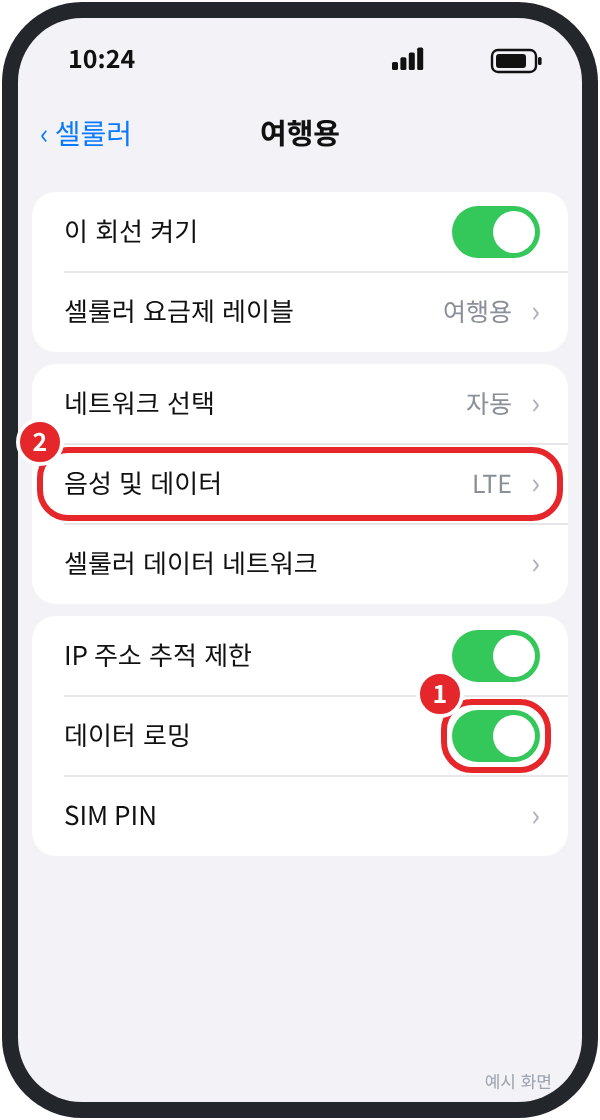 10:24
‹ 셀룰러 여행용
이 회선 켜기
셀룰러 요금제 레이블 여행용 ›
네트워크 선택 자동 ›
2
음성 및 데이터 LTE ›
셀룰러 데이터 네트워크 ›
IP 주소 추적 제한
1
데이터 로밍
SIM PIN ›
예시 화면